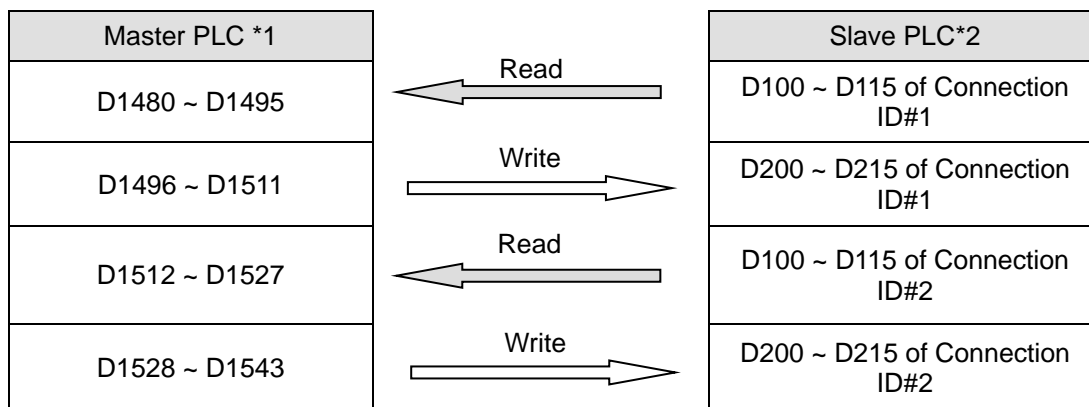 Master PLC *1
Slave PLC*2
D1480 ~ D1495
Read
D100 ~ D115 of Connection
ID#1
D1496 ~ D1511
Write
D200 ~ D215 of Connection
ID#1
D1512 ~ D1527
Read
D100 ~ D115 of Connection
ID#2
D1528 ~ D1543
Write
D200 ~ D215 of Connection
ID#2